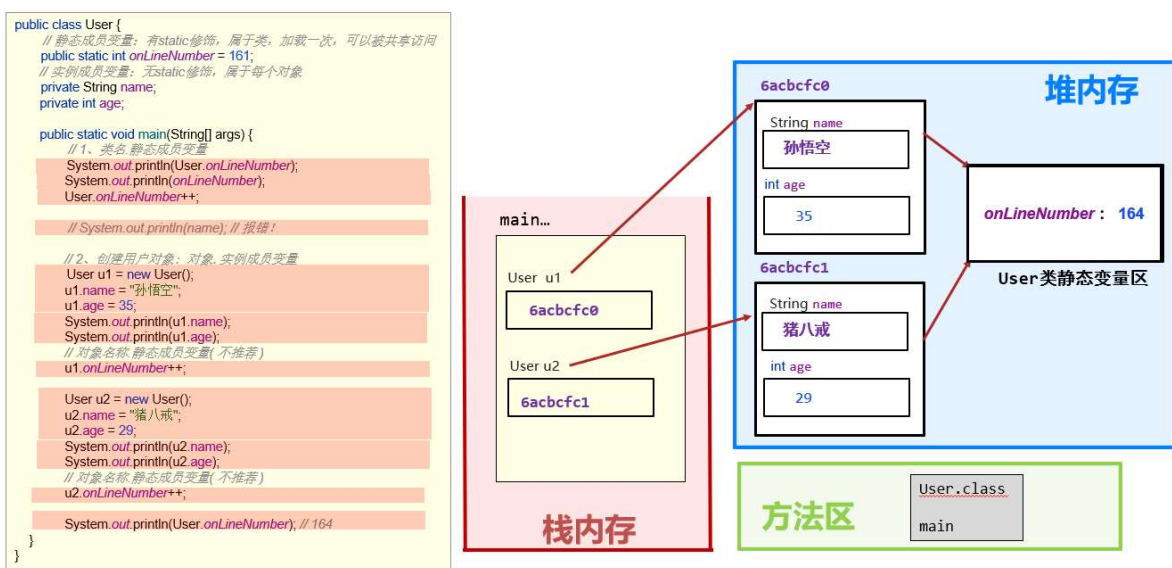 public class User {
// 静态成员变量：有static修饰，属于类，加载一次，可以被共享访问
public static int onLineNumber = 161;
// 实例成员变量：无static修饰，属于每个对象
private String name;
private int age;
public static void main(String[] args) {
// 1、类名.静态成员变量
System.out.println(User.onLineNumber);
System.out.println(onLineNumber);
User.onLineNumber++;
// System.out.println(name); // 报错！
// 2、创建用户对象：对象.实例成员变量
User u1 = new User();
u1.name = "孙悟空";
u1.age = 35;
System.out.println(u1.name);
System.out.println(u1.age);
// 对象名称.静态成员变量( 不推荐 )
u1.onLineNumber++;
User u2 = new User();
u2.name = "猪八戒";
u2.age = 29;
System.out.println(u2.name);
System.out.println(u2.age);
// 对象名称.静态成员变量( 不推荐 )
u2.onLineNumber++;
System.out.println(User.onLineNumber); // 164
}
}
main…
User u1
6acbcfc0
User u2
6acbcfc1
栈内存
堆内存
6acbcfc0
String name
孙悟空
int age
35
6acbcfc1
String name
猪八戒
int age
29
onLineNumber： 164
User类静态变量区
方法区
User.class
main